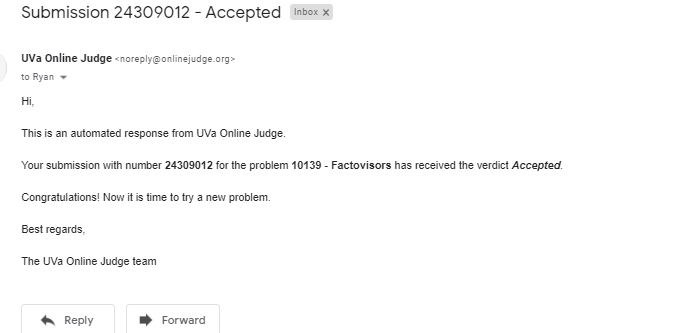 Submission 24309012 - Accepted Inbox x
UVa Online Judge <noreply@onlinejudge.org>
to Ryan
Hi,
This is an automated response from UVa Online Judge.
Your submission with number 24309012 for the problem 10139 - Factovisors has received the verdict Accepted.
Congratulations! Now it is time to try a new problem.
Best regards,
The UVa Online Judge team
Reply Forward